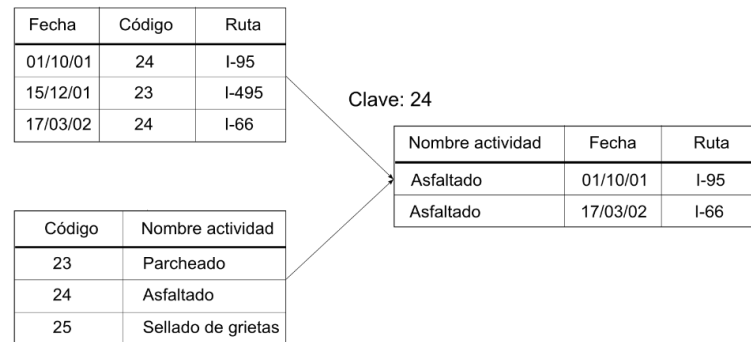 Fecha Código Ruta
01/10/01 24 I-95
15/12/01 23 I-495
17/03/02 24 I-66
Clave: 24
Nombre actividad Fecha Ruta
Asfaltado 01/10/01 I-95
Asfaltado 17/03/02 I-66
Código Nombre actividad
23 Parcheado
24 Asfaltado
25 Sellado de grietas